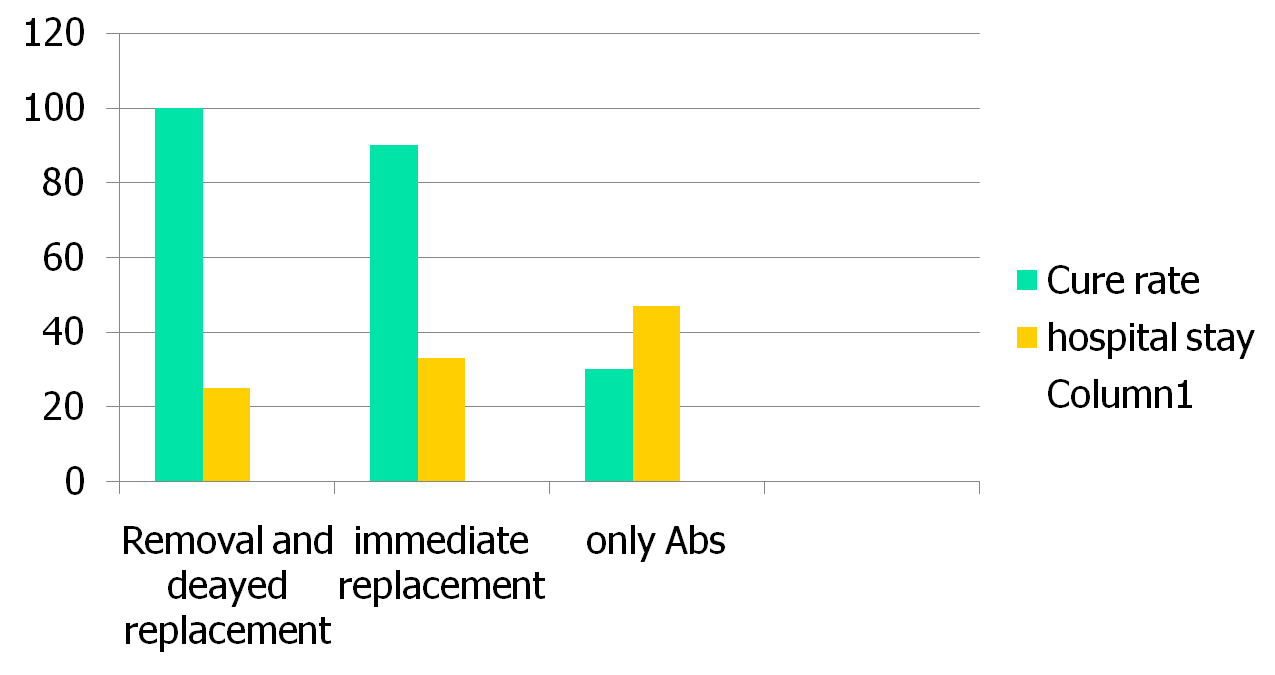 120
100
80
60
40
20
0
Removal and
deayed
replacement
immediate
replacement
only Abs
Cure rate
hospital stay
Column1